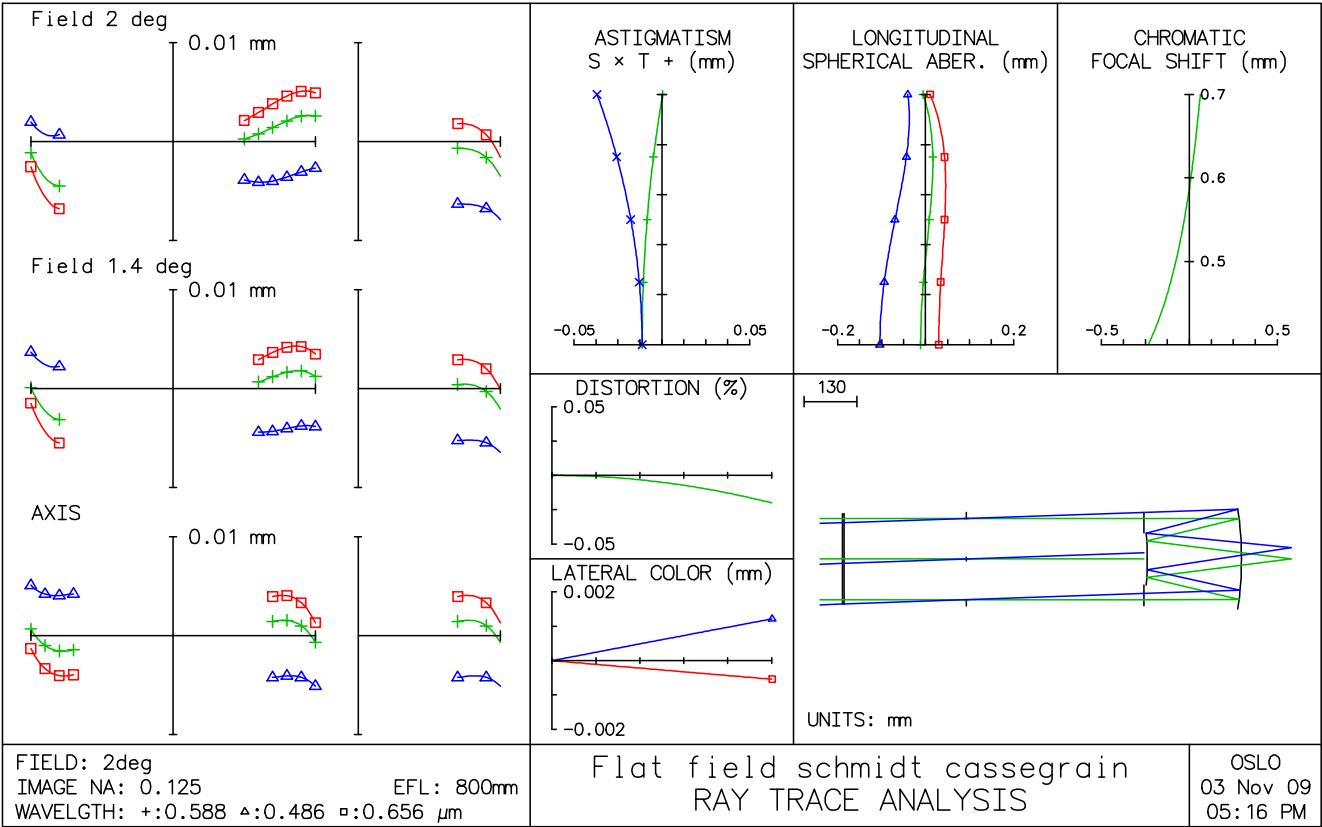 Field 2 deg
0.01 mm
Field 1.4 deg
0.01 mm
AXIS
0.01 mm
ASTIGMATISM
S × T + (mm)
-0.05 0.05
LONGITUDINAL
SPHERICAL ABER. (mm)
-0.2 0.2
CHROMATIC
FOCAL SHIFT (mm)
0.7
0.6
0.5
-0.5 0.5
DISTORTION (%)
0.05
-0.05
LATERAL COLOR (mm)
0.002
-0.002
130
UNITS: mm
FIELD: 2deg
IMAGE NA: 0.125 EFL: 800mm
WAVELGTH: +:0.588 △:0.486 □:0.656 µm
Flat field schmidt cassegrain
RAY TRACE ANALYSIS
OSLO
03 Nov 09
05:16 PM